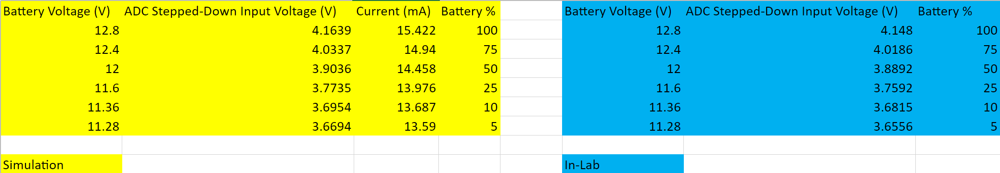 Battery Voltage (V) ADC Stepped-Down Input Voltage (V) Current (mA) Battery % Battery Voltage (V) ADC Stepped-Down Input Voltage (V) Battery %
12.8 4.1639 15.422 100 12.8 4.148 100
12.4 4.0337 14.94 75 12.4 4.0186 75
12 3.9036 14.458 50 12 3.8892 50
11.6 3.7735 13.976 25 11.6 3.7592 25
11.36 3.6954 13.687 10 11.36 3.6815 10
11.28 3.6694 13.59 5 11.28 3.6556 5
Simulation In-Lab